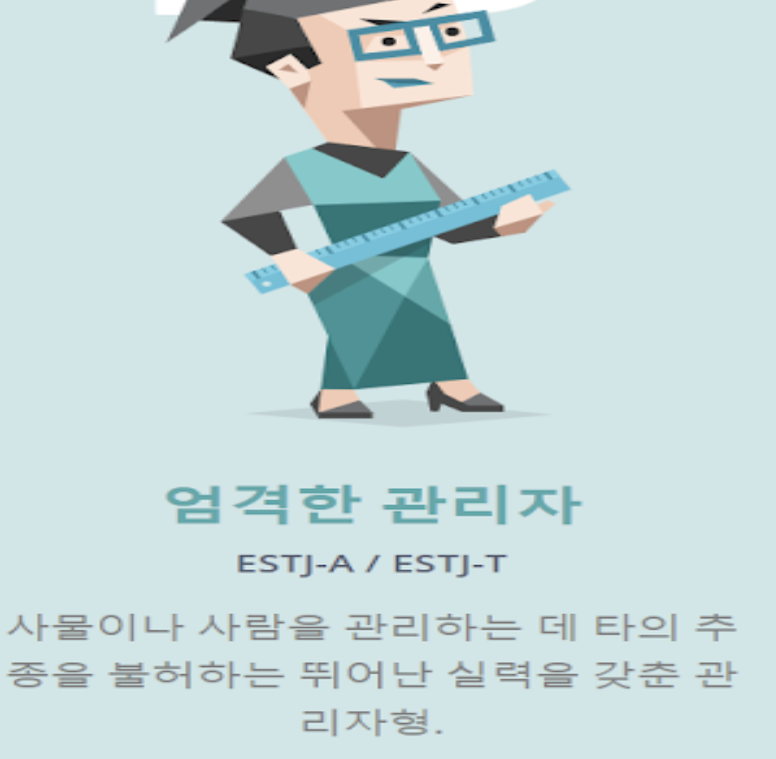 엄격한 관리자
ESTJ-A / ESTJ-T
사물이나 사람을 관리하는 데 타의 추
종을 불허하는 뛰어난 실력을 갖춘 관
리자형.